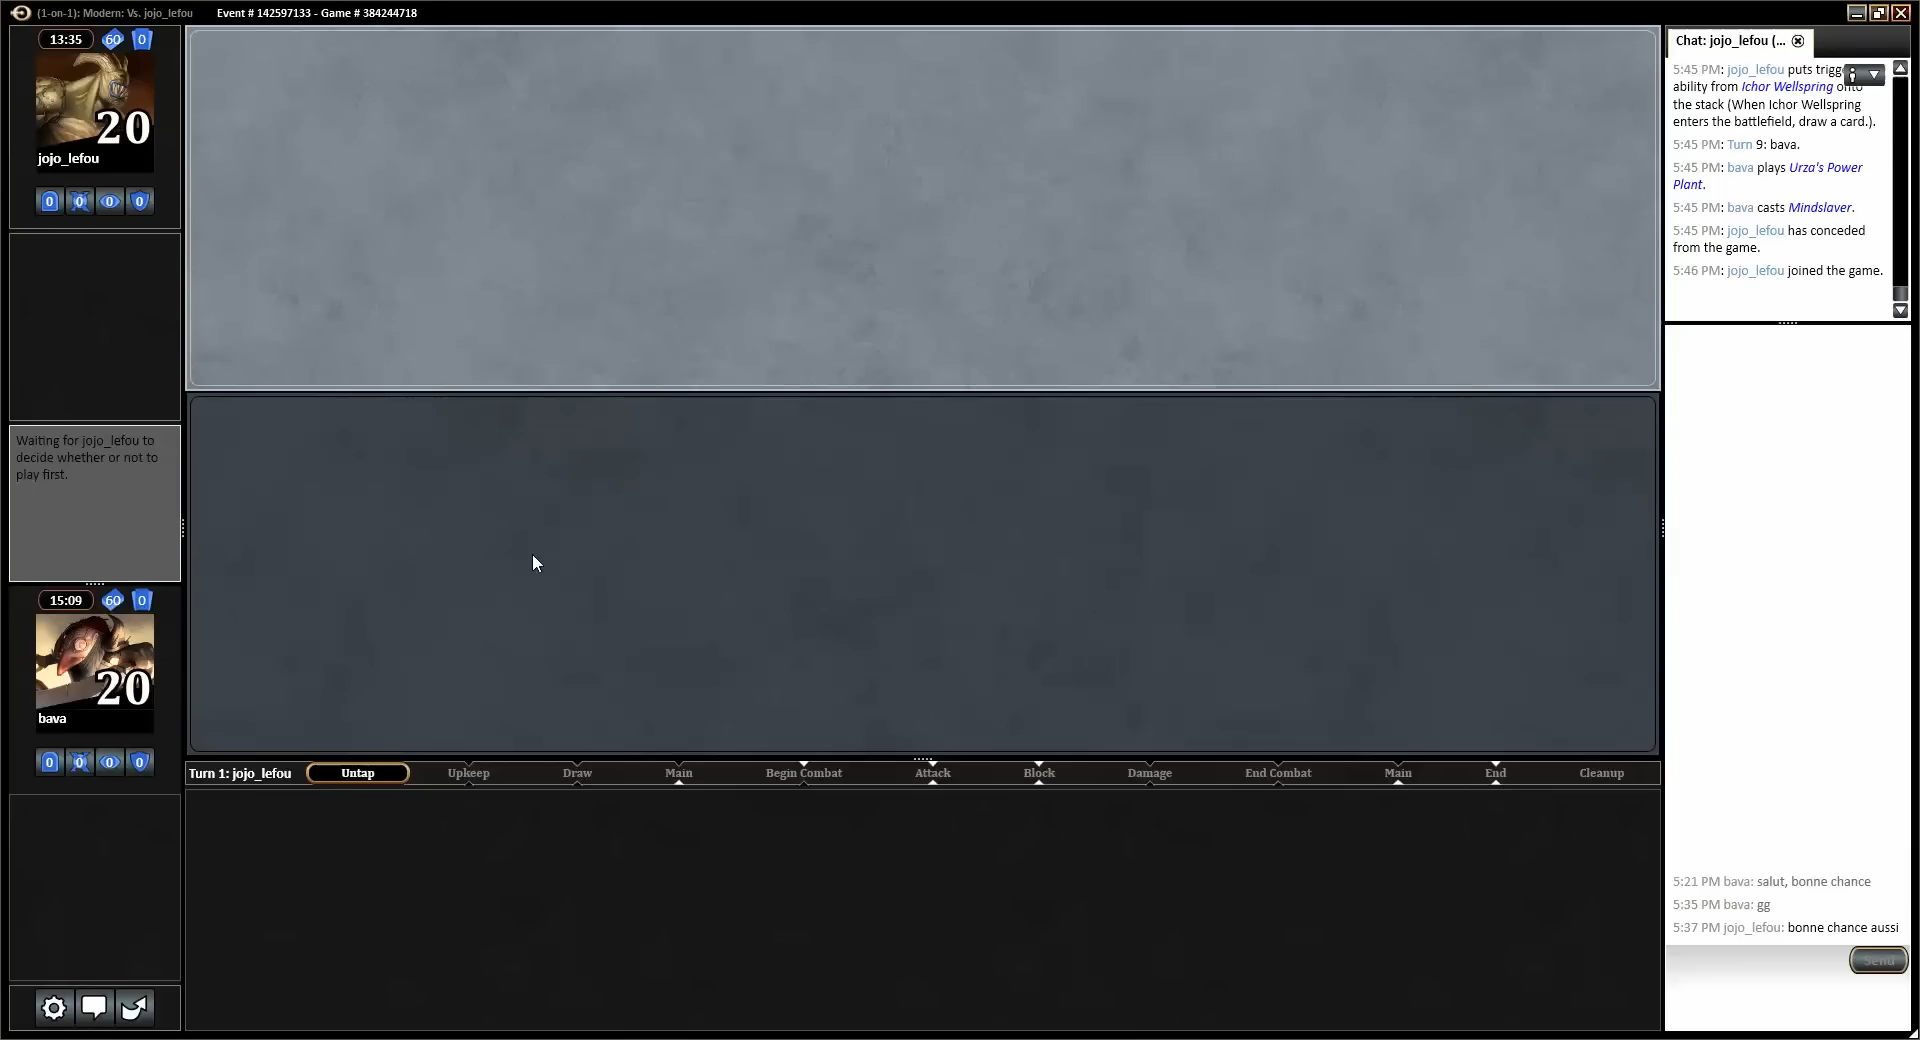 (1-on-1): Modern: Vs. jojo_lefou
Event # 142597133 - Game # 384244718
13:35
60
0
20
jojo_lefou
0
0
0
0
Waiting for jojo_lefou to
decide whether or not to
play first.
15:09
60
0
20
bava
0
0
0
0
Turn 1: jojo_lefou
Untap
Upkeep
Draw
Main
Begin Combat
Attack
Block
Damage
End Combat
Main
End
Cleanup
Chat: jojo_lefou (...
5:45 PM: jojo_lefou puts
ability from Ichor Wellspring onto
the stack (When Ichor Wellspring
enters the battlefield, draw a card.).
5:45 PM: Turn 9: bava.
5:45 PM: bava plays Urza's Power
Plant.
5:45 PM: bava casts Mindslaver.
5:45 PM: jojo_lefou has conceded
from the game.
5:46 PM: jojo_lefou joined the game.
5:21 PM bava: salut, bonne chance
5:35 PM bava: gg
5:37 PM jojo_lefou: bonne chance aussi
Send